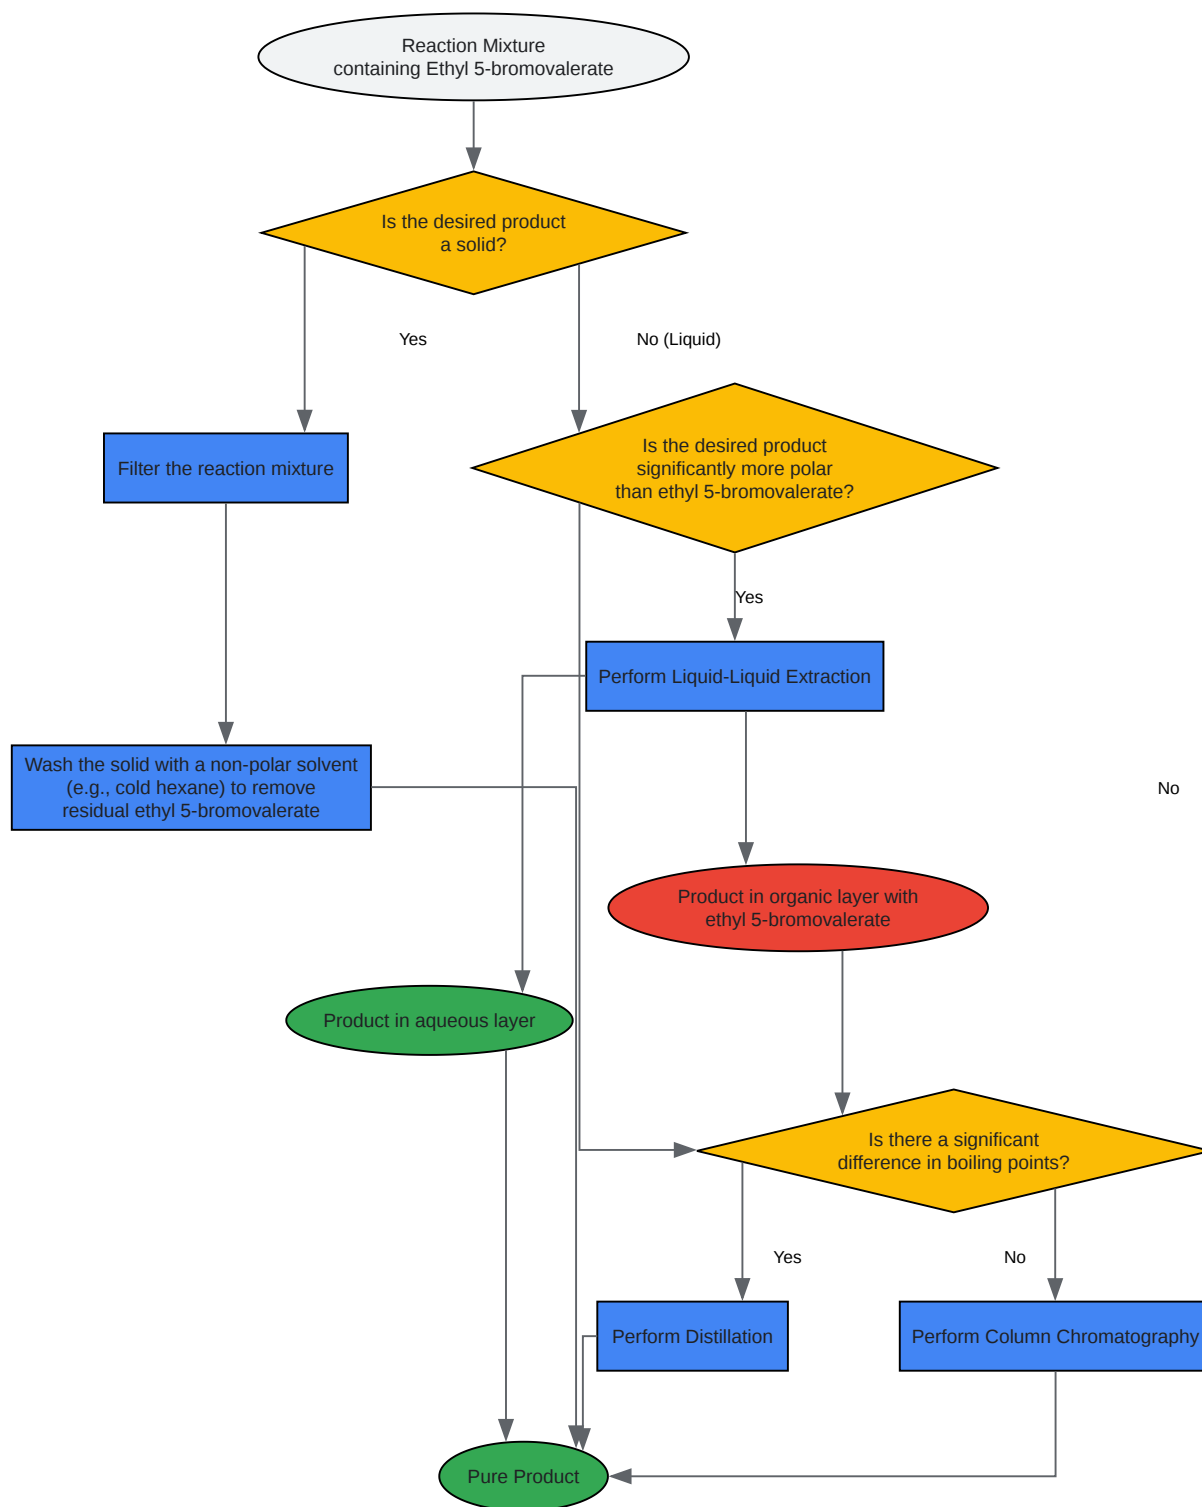 Reaction Mixture
containing Ethyl 5-bromovalerate
Is the desired product
a solid?
Yes
No (Liquid)
Filter the reaction mixture
Is the desired product
significantly more polar
than ethyl 5-bromovalerate?
Yes
Perform Liquid-Liquid Extraction
Wash the solid with a non-polar solvent
(e.g., cold hexane) to remove
residual ethyl 5-bromovalerate
No
Product in organic layer with
ethyl 5-bromovalerate
Product in aqueous layer
Is there a significant
difference in boiling points?
Yes
No
Perform Distillation
Perform Column Chromatography
Pure Product